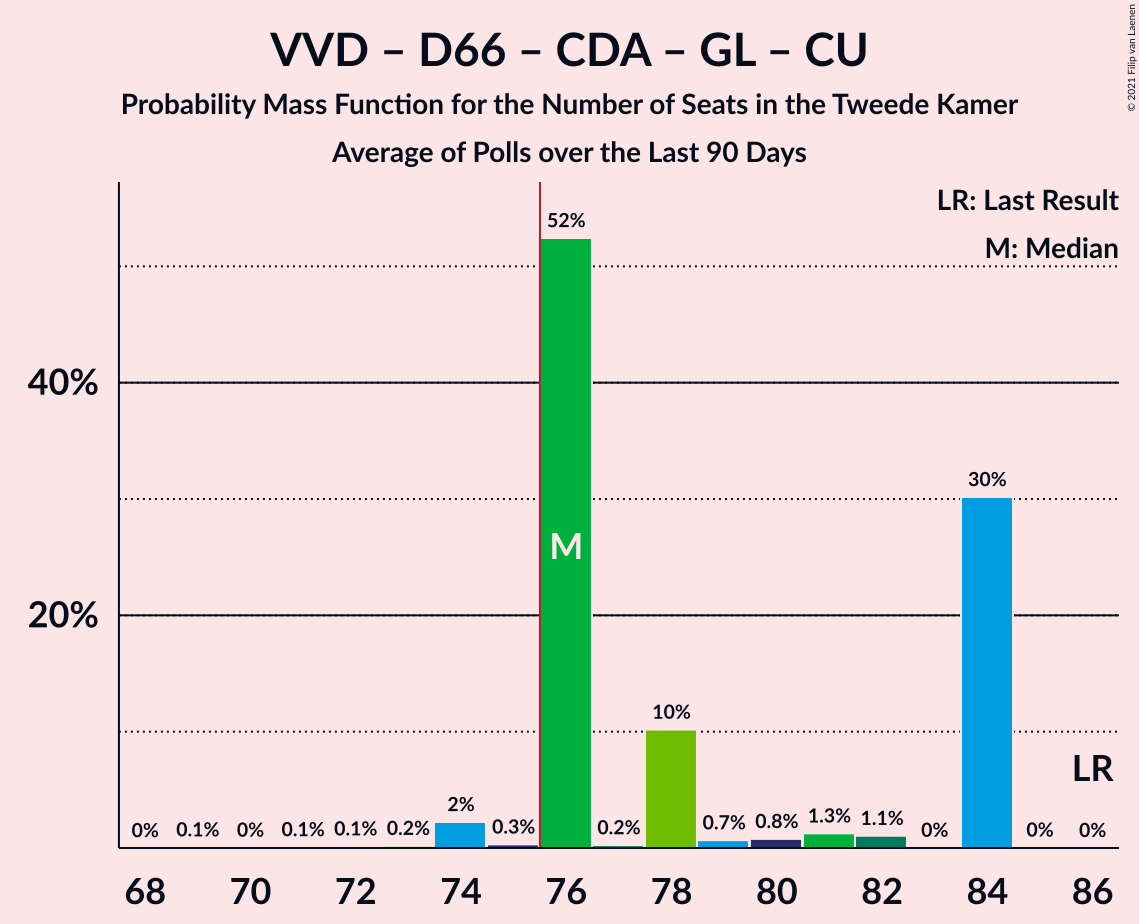 VVD – D66 – CDA – GL – CU
Probability Mass Function for the Number of Seats in the Tweede Kamer
Average of Polls over the Last 90 Days
© 2021 Filip van Laenen
LR: Last Result
M: Median
52%
40%
30%
M
20%
10%
LR
0% 0.1% 0% 0.1% 0.1% 0.2% 2% 0.3% 0.2% 0.7% 0.8% 1.3% 1.1% 0% 0% 0%
68 70 72 74 76 78 80 82 84 86